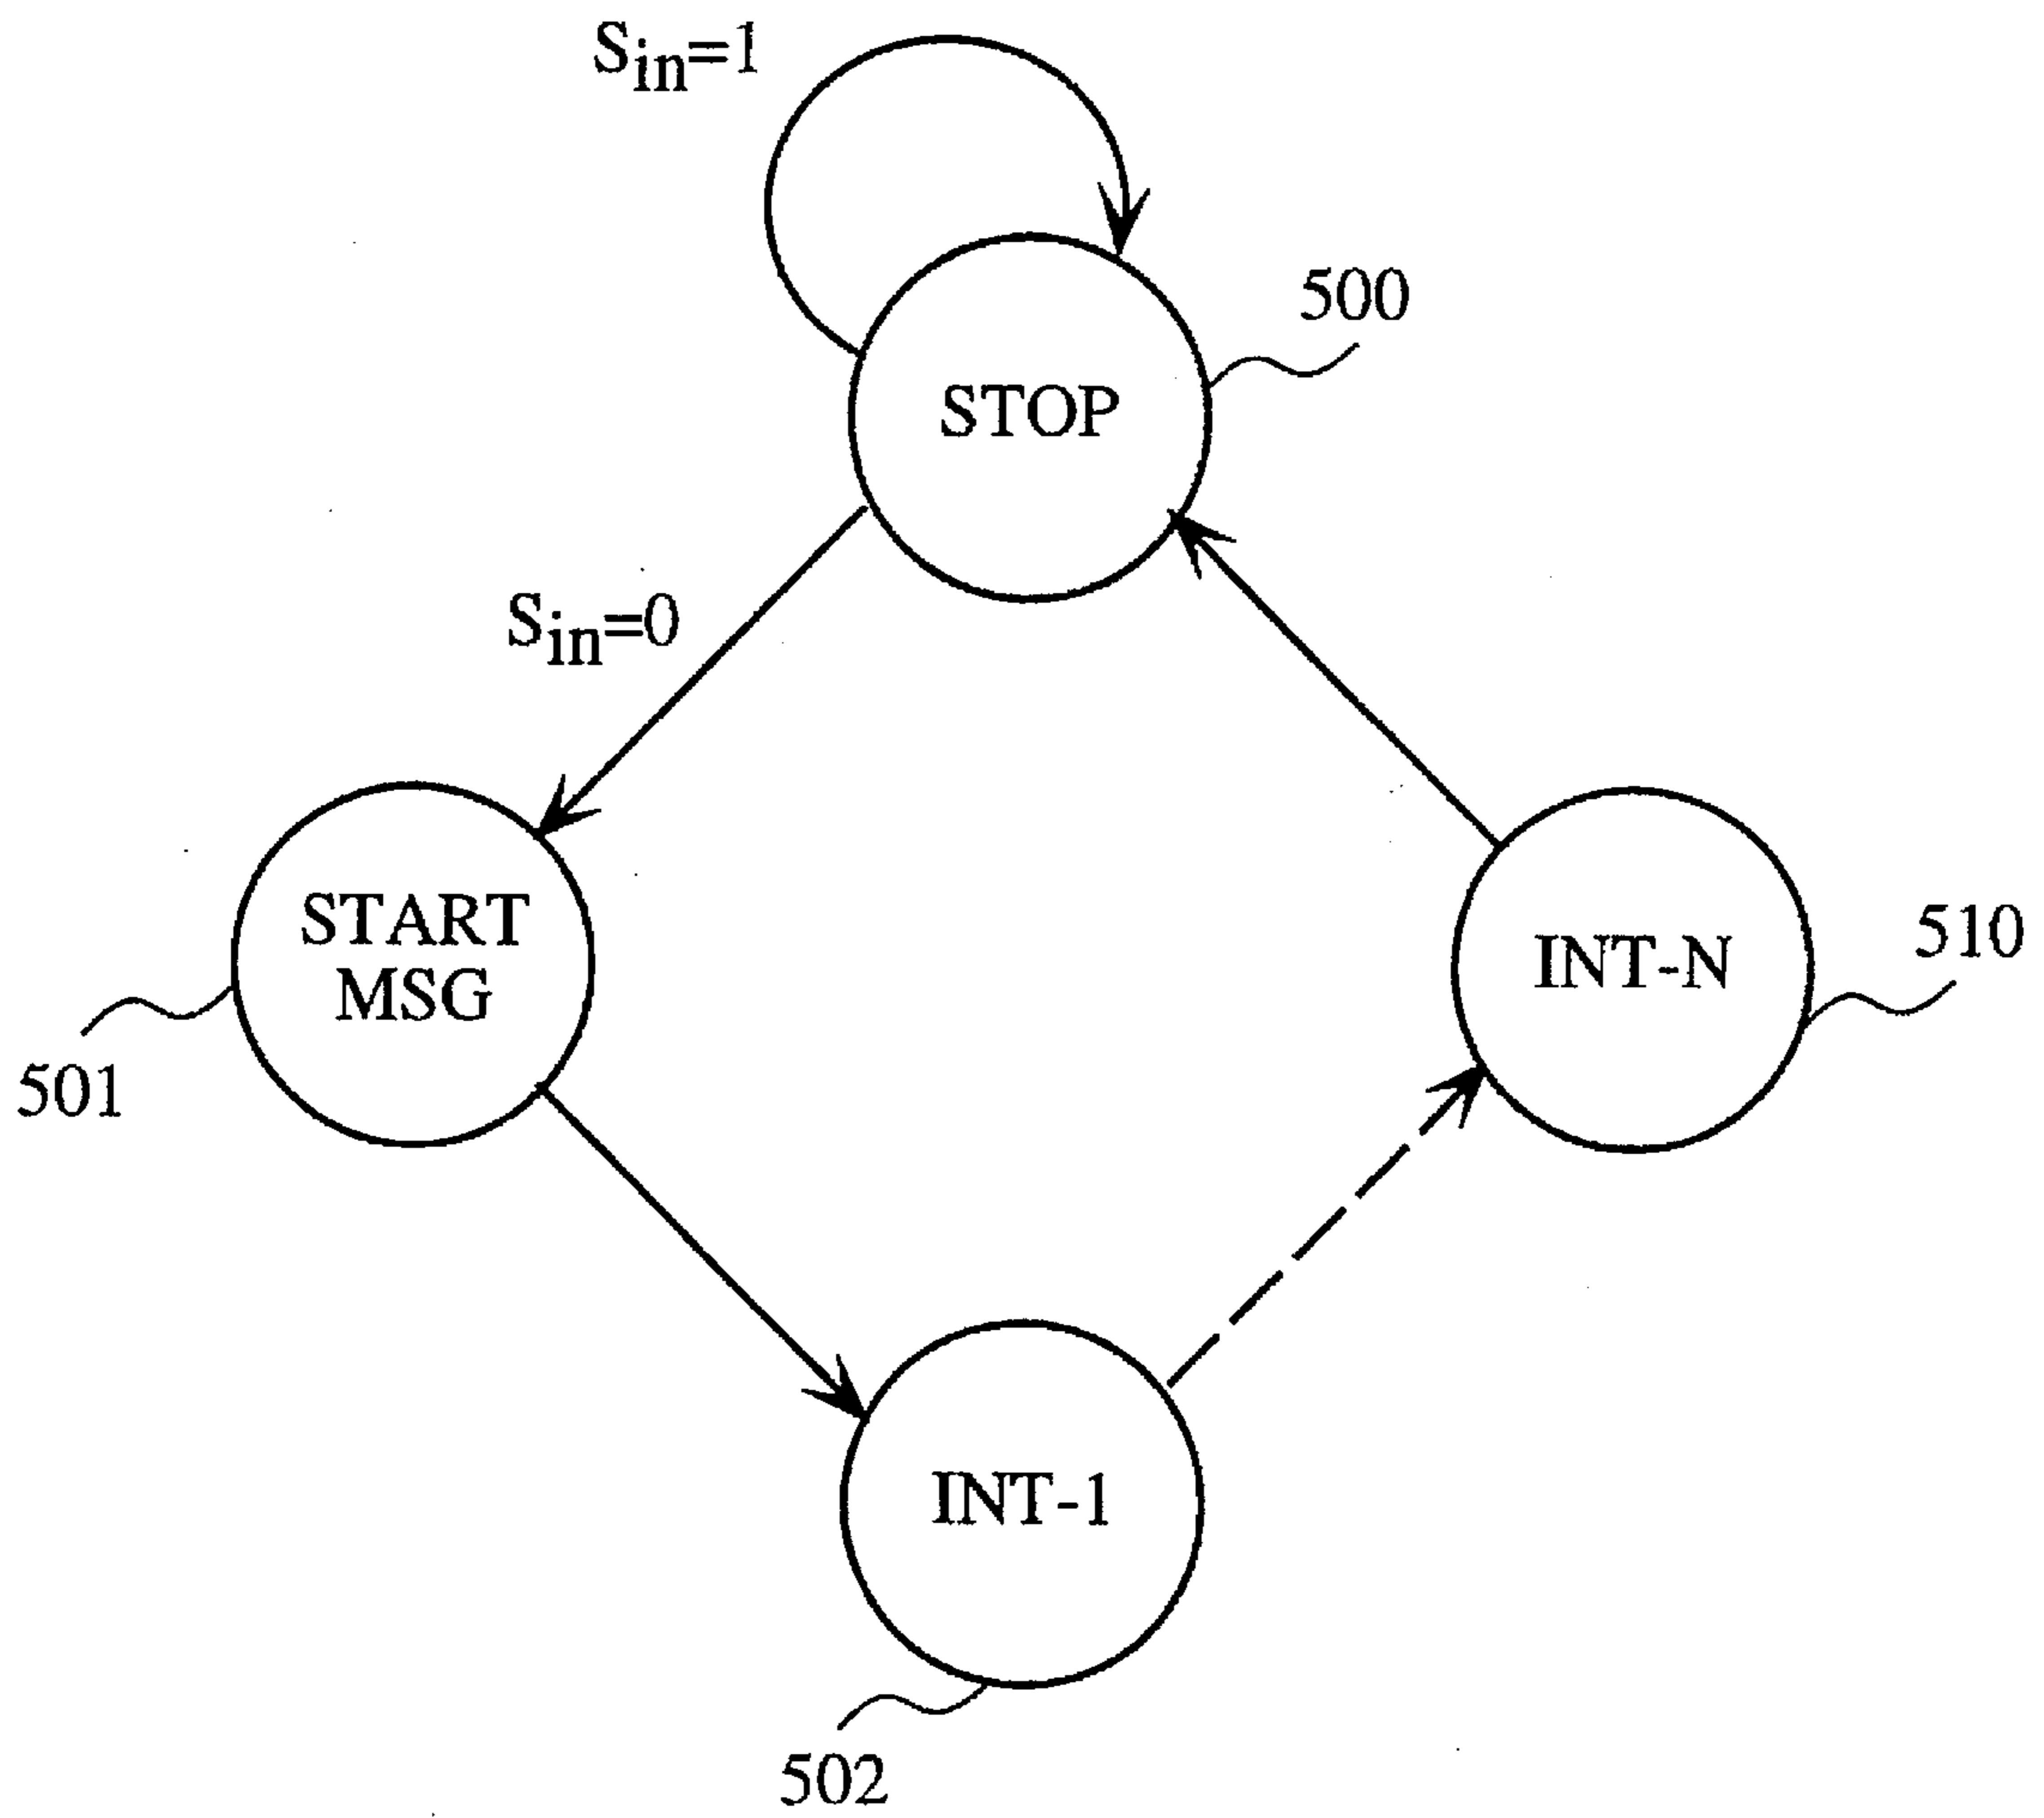 Sin=1
500
STOP
Sin=0
START
MSG
501
INT-N
510
INT-1
502